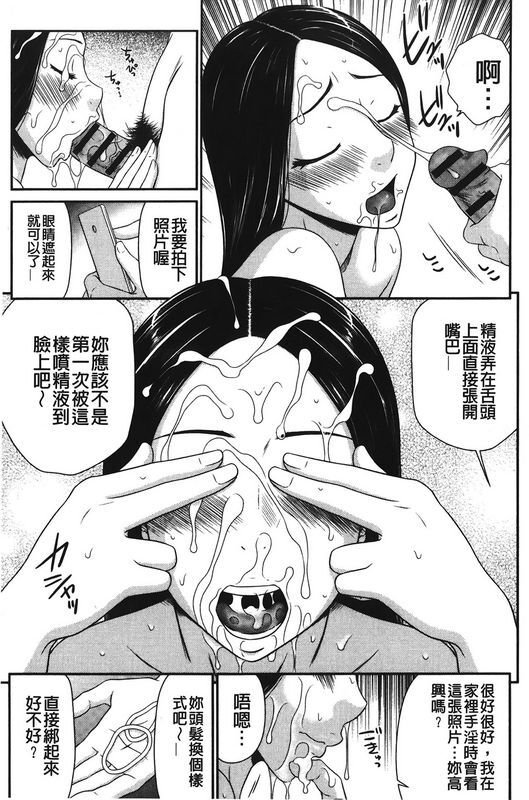 啊…
我要拍下
照片喔
眼睛遮起來
就可以了—
精液弄在舌頭
上面直接張開
嘴巴—
妳應該不是
第一次被這
樣噴精液到
臉上吧～
カシャッ
很好很好，我在
家裡手淫時會看
這張照片…妳高
興嗎？
唔嗯…
妳頭髮換個樣
式吧～
直接綁起來
好不好？